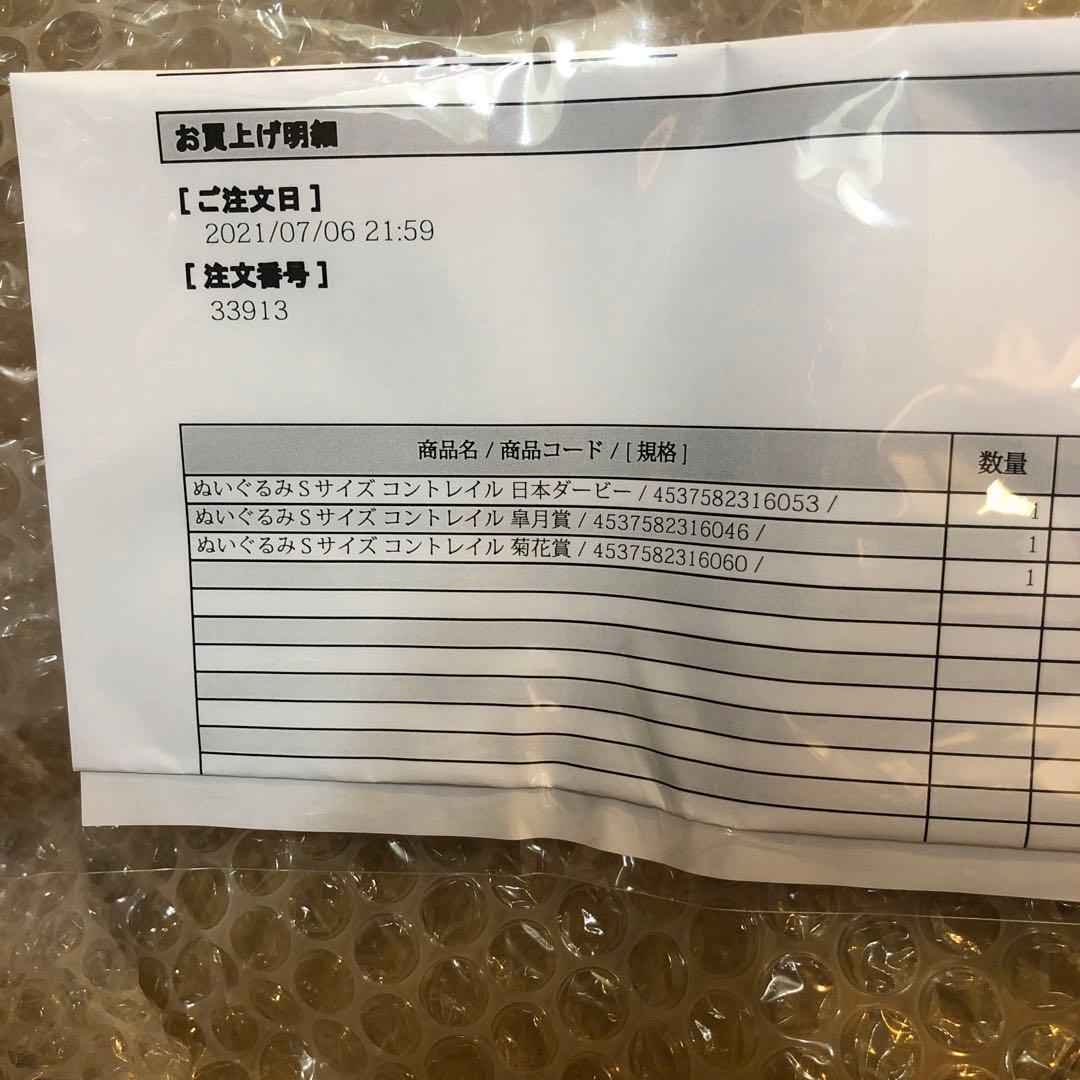 お買上げ明細
[ ご注文日 ]
2021/07/06 21:59
[ 注文番号 ]
33913
商品名 / 商品コード / [ 規格 ] 数量
ぬいぐるみSサイズ コントレイル 日本ダービー / 4537582316053 / 1
ぬいぐるみSサイズ コントレイル 皐月賞 / 4537582316046 / 1
ぬいぐるみSサイズ コントレイル 菊花賞 / 4537582316060 / 1